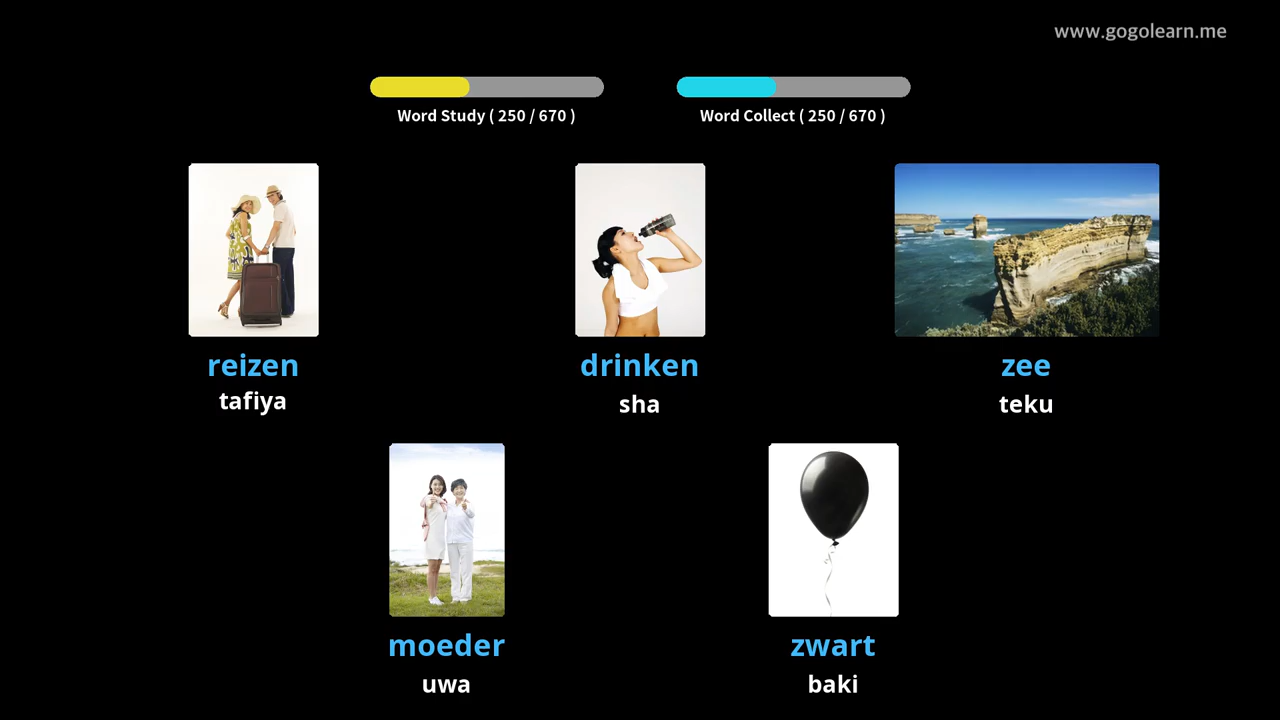 www.gogolearn.me
Word Study ( 250 / 670 )
Word Collect ( 250 / 670 )
reizen
tafiya
drinken
sha
zee
teku
moeder
uwa
zwart
baki